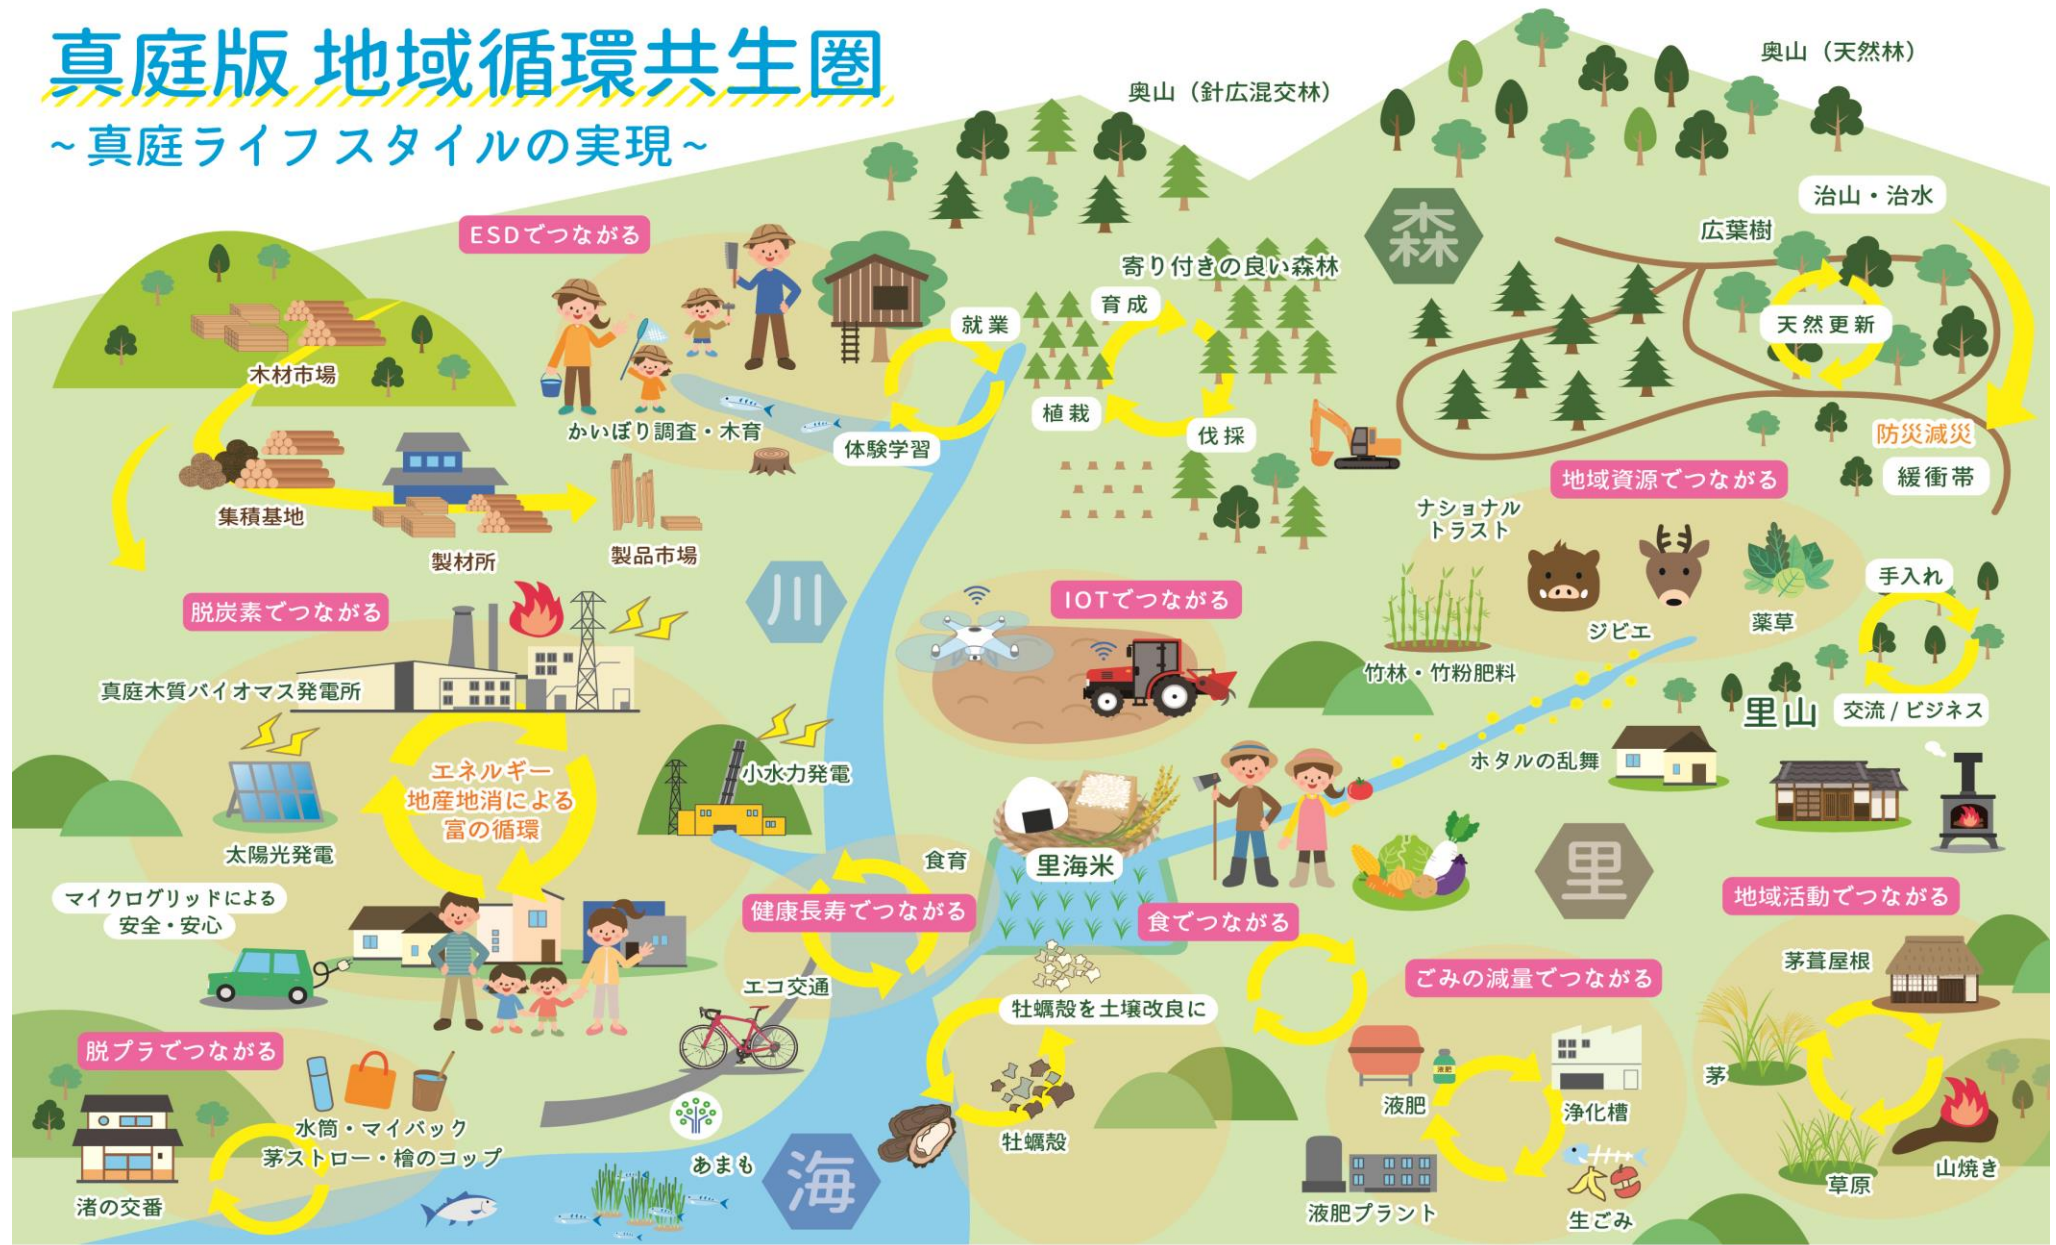 真庭版 地域循環共生圏
～真庭ライフスタイルの実現～
奥山（針広混交林）
奥山（天然林）
治山・治水
森
広葉樹
天然更新
防災減災
緩衝帯
ESDでつながる
就業
体験学習
かいぼり調査・木育
寄り付きの良い森林
育成
植栽
伐採
木材市場
集積基地
製材所
製品市場
川
地域資源でつながる
ナショナル
トラスト
ジビエ
薬草
竹林・竹粉肥料
手入れ
里山
交流/ビジネス
ホタルの乱舞
IOTでつながる
脱炭素でつながる
真庭木質バイオマス発電所
エネルギー
地産地消による
富の循環
小水力発電
太陽光発電
マイクログリッドによる
安全・安心
食育
健康長寿でつながる
エコ交通
里海米
食でつながる
牡蠣殻を土壌改良に
牡蠣殻
里
地域活動でつながる
茅葺屋根
茅
草原
山焼き
ごみの減量でつながる
液肥
液肥
浄化槽
液肥プラント
生ごみ
脱プラでつながる
水筒・マイバック
茅ストロー・檜のコップ
渚の交番
あまも
海